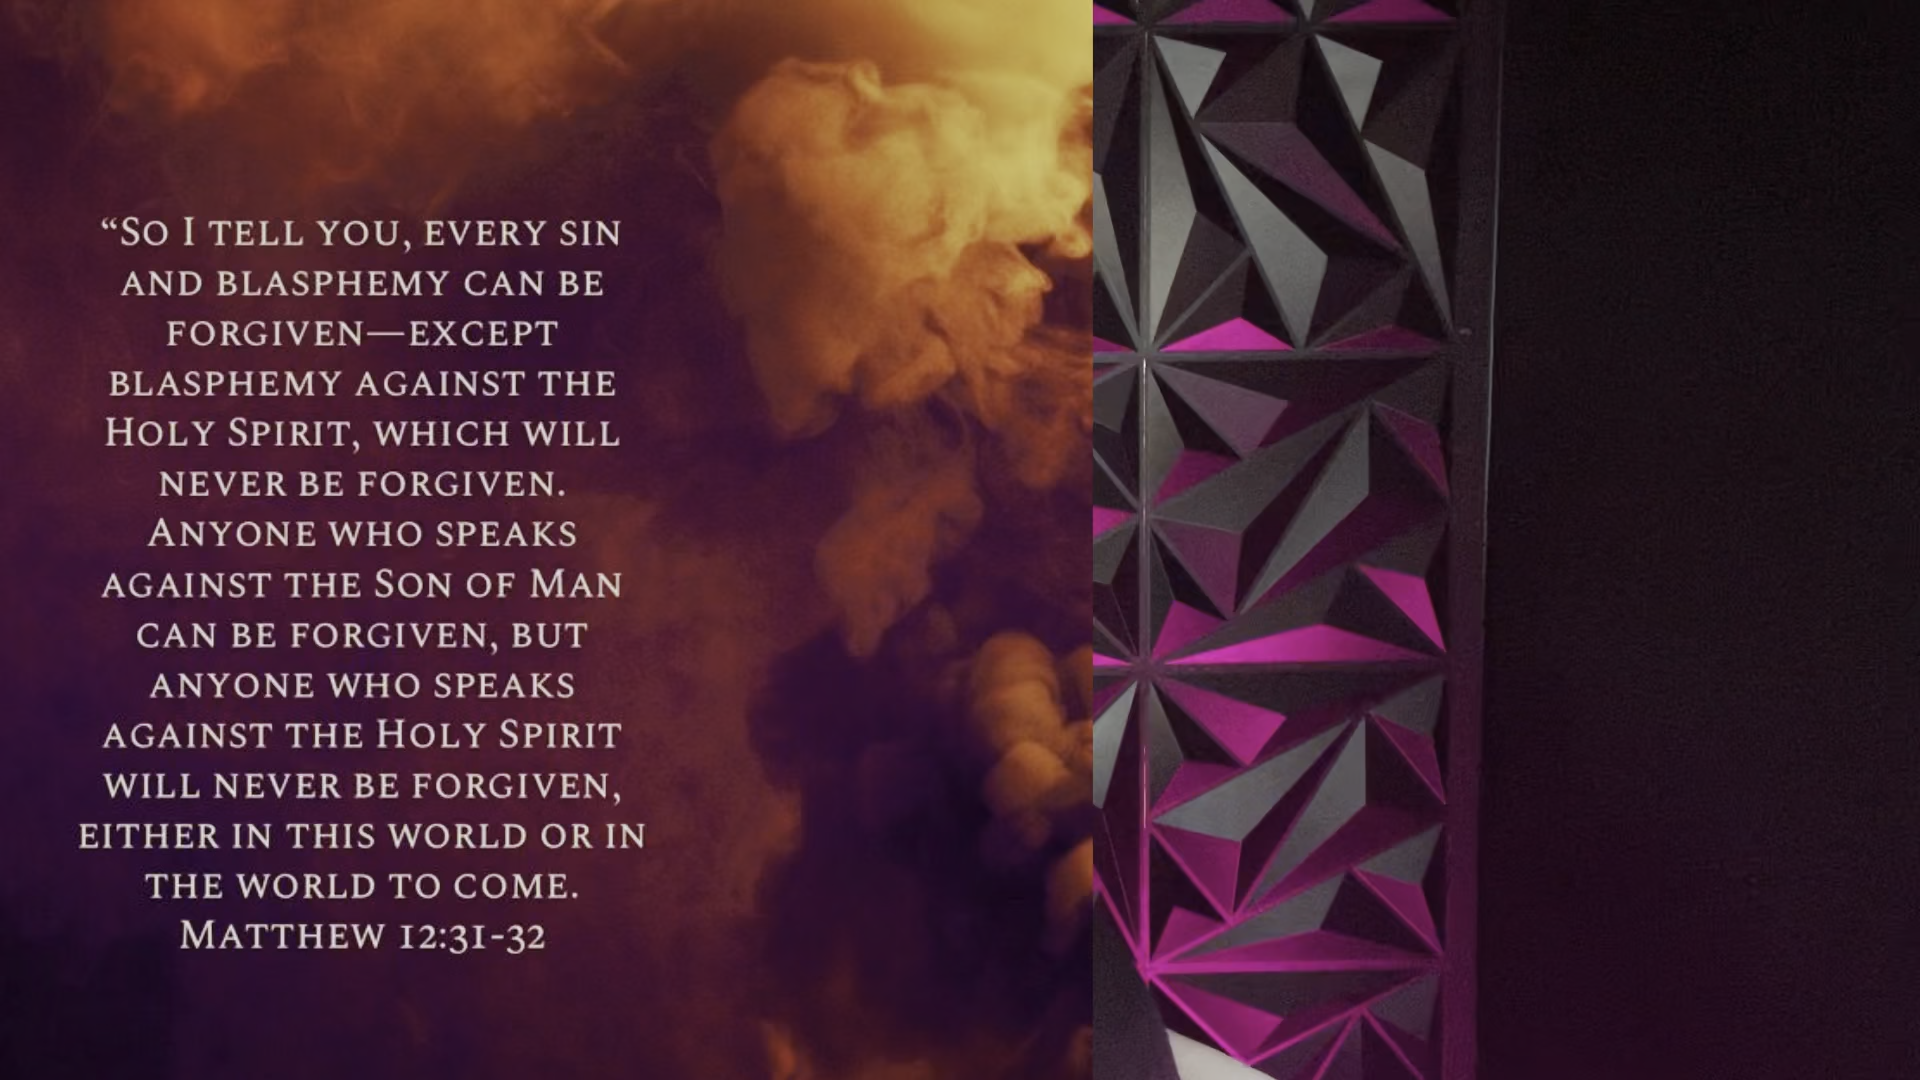 “So I tell you, every sin
and blasphemy can be
forgiven—except
blasphemy against the
Holy Spirit, which will
never be forgiven.
Anyone who speaks
against the Son of Man
can be forgiven, but
anyone who speaks
against the Holy Spirit
will never be forgiven,
either in this world or in
the world to come.
Matthew 12:31-32